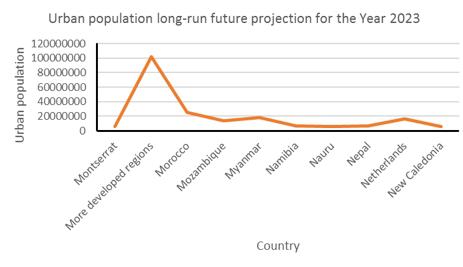 Urban population long-run future projection for the Year 2023
Urban population
120000000
100000000
80000000
60000000
40000000
20000000
0
Montserrat
More developed regions
Morocco
Mozambique
Myanmar
Namibia
Nauru
Nepal
Netherlands
New Caledonia
Country